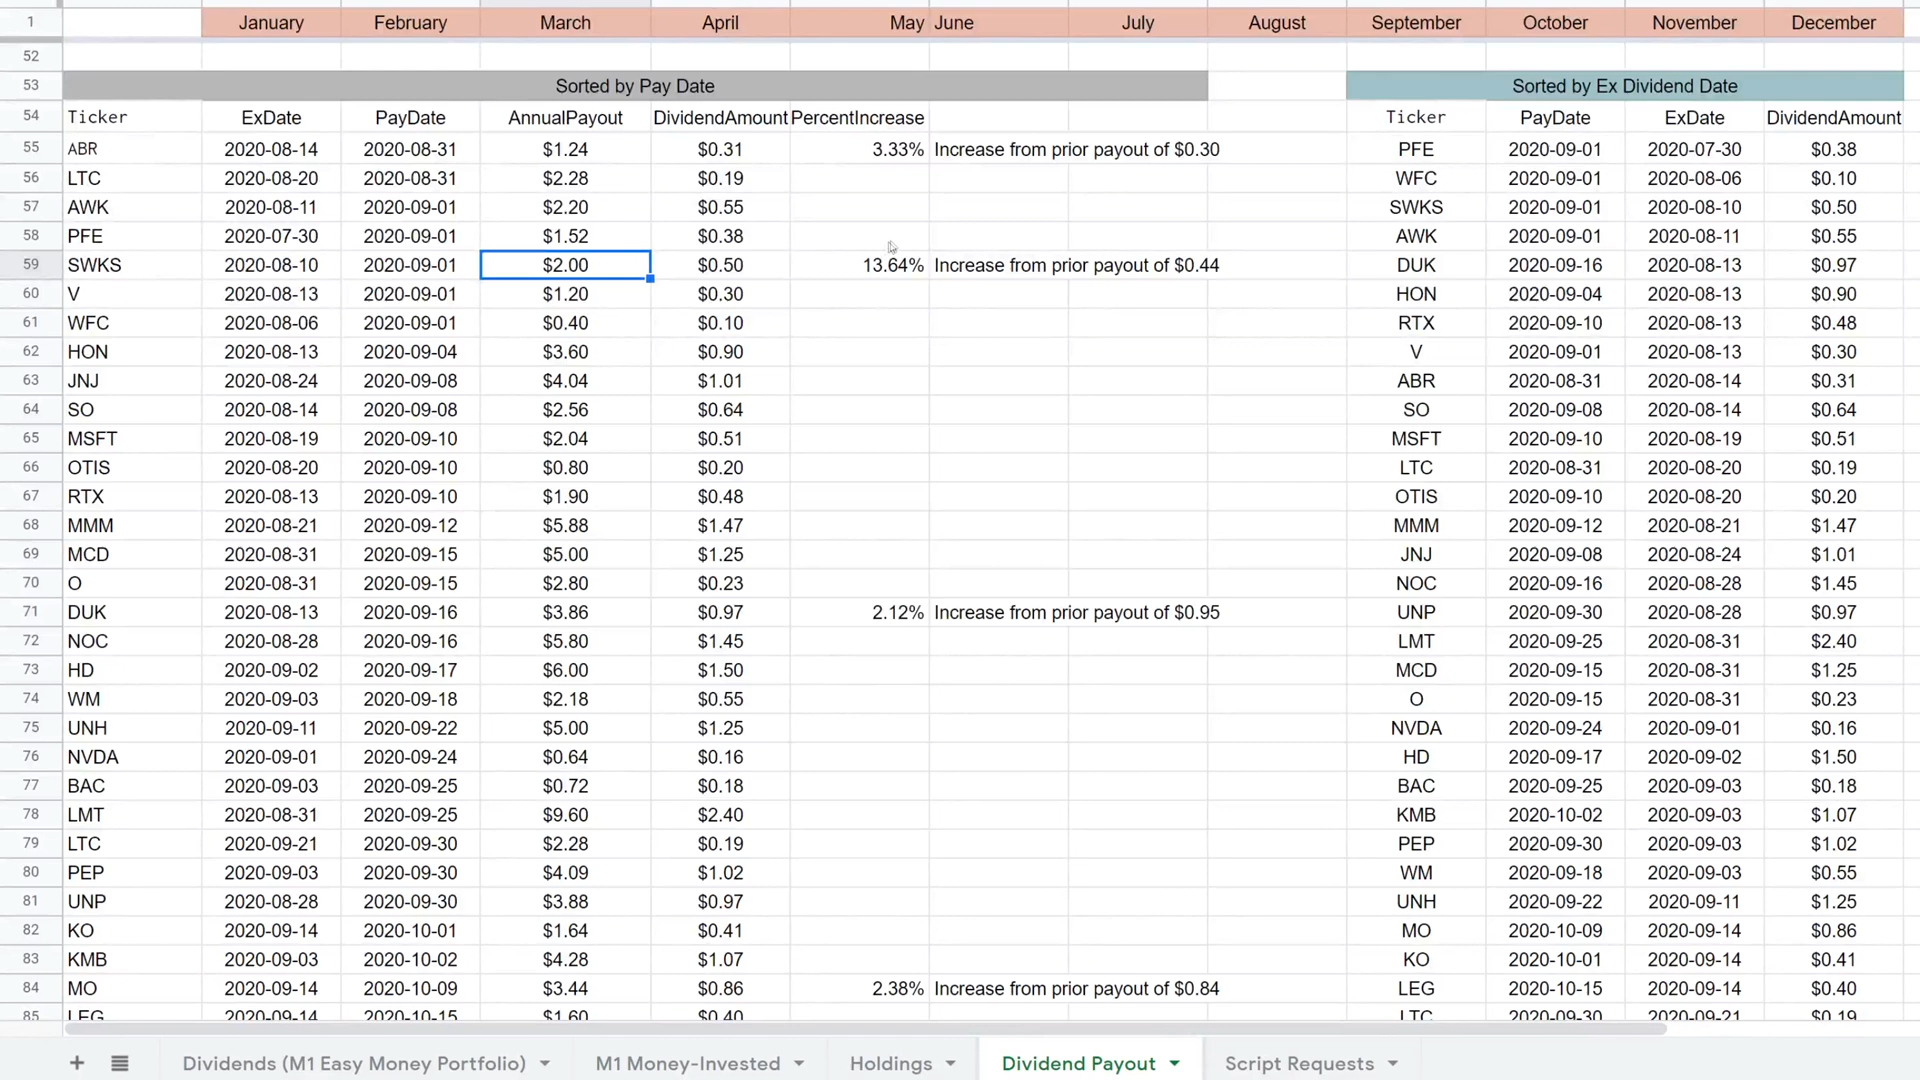 1 January February March April May June July August September October November December
52
53 Sorted by Pay Date Sorted by Ex Dividend Date
54 Ticker ExDate PayDate AnnualPayout DividendAmount PercentIncrease Ticker PayDate ExDate DividendAmount
55 ABR 2020-08-14 2020-08-31 $1.24 $0.31 3.33% Increase from prior payout of $0.30 PFE 2020-09-01 2020-07-30 $0.38
56 LTC 2020-08-20 2020-08-31 $2.28 $0.19 WFC 2020-09-01 2020-08-06 $0.10
57 AWK 2020-08-11 2020-09-01 $2.20 $0.55 SWKS 2020-09-01 2020-08-10 $0.50
58 PFE 2020-07-30 2020-09-01 $1.52 $0.38 AWK 2020-09-01 2020-08-11 $0.55
59 SWKS 2020-08-10 2020-09-01 $2.00 $0.50 13.64% Increase from prior payout of $0.44 DUK 2020-09-16 2020-08-13 $0.97
60 V 2020-08-13 2020-09-01 $1.20 $0.30 HON 2020-09-04 2020-08-13 $0.90
61 WFC 2020-08-06 2020-09-01 $0.40 $0.10 RTX 2020-09-10 2020-08-13 $0.48
62 HON 2020-08-13 2020-09-04 $3.60 $0.90 V 2020-09-01 2020-08-13 $0.30
63 JNJ 2020-08-24 2020-09-08 $4.04 $1.01 ABR 2020-08-31 2020-08-14 $0.31
64 SO 2020-08-14 2020-09-08 $2.56 $0.64 SO 2020-09-08 2020-08-14 $0.64
65 MSFT 2020-08-19 2020-09-10 $2.04 $0.51 MSFT 2020-09-10 2020-08-19 $0.51
66 OTIS 2020-08-20 2020-09-10 $0.80 $0.20 LTC 2020-08-31 2020-08-20 $0.19
67 RTX 2020-08-13 2020-09-10 $1.90 $0.48 OTIS 2020-09-10 2020-08-20 $0.20
68 MMM 2020-08-21 2020-09-12 $5.88 $1.47 MMM 2020-09-12 2020-08-21 $1.47
69 MCD 2020-08-31 2020-09-15 $5.00 $1.25 JNJ 2020-09-08 2020-08-24 $1.01
70 O 2020-08-31 2020-09-15 $2.80 $0.23 NOC 2020-09-16 2020-08-28 $1.45
71 DUK 2020-08-13 2020-09-16 $3.86 $0.97 2.12% Increase from prior payout of $0.95 UNP 2020-09-30 2020-08-28 $0.97
72 NOC 2020-08-28 2020-09-16 $5.80 $1.45 LMT 2020-09-25 2020-08-31 $2.40
73 HD 2020-09-02 2020-09-17 $6.00 $1.50 MCD 2020-09-15 2020-08-31 $1.25
74 WM 2020-09-03 2020-09-18 $2.18 $0.55 O 2020-09-15 2020-08-31 $0.23
75 UNH 2020-09-11 2020-09-22 $5.00 $1.25 NVDA 2020-09-24 2020-09-01 $0.16
76 NVDA 2020-09-01 2020-09-24 $0.64 $0.16 HD 2020-09-17 2020-09-02 $1.50
77 BAC 2020-09-03 2020-09-25 $0.72 $0.18 BAC 2020-09-25 2020-09-03 $0.18
78 LMT 2020-08-31 2020-09-25 $9.60 $2.40 KMB 2020-10-02 2020-09-03 $1.07
79 LTC 2020-09-21 2020-09-30 $2.28 $0.19 PEP 2020-09-30 2020-09-03 $1.02
80 PEP 2020-09-03 2020-09-30 $4.09 $1.02 WM 2020-09-18 2020-09-03 $0.55
81 UNP 2020-08-28 2020-09-30 $3.88 $0.97 UNH 2020-09-22 2020-09-11 $1.25
82 KO 2020-09-14 2020-10-01 $1.64 $0.41 MO 2020-10-09 2020-09-14 $0.86
83 KMB 2020-09-03 2020-10-02 $4.28 $1.07 KO 2020-10-01 2020-09-14 $0.41
84 MO 2020-09-14 2020-10-09 $3.44 $0.86 2.38% Increase from prior payout of $0.84 LEG 2020-10-15 2020-09-14 $0.40
85 LEG 2020-09-14 2020-10-15 $1.60 $0.40 LTC 2020-09-30 2020-09-21 $0.19
+ Dividends (M1 Easy Money Portfolio) M1 Money-Invested Holdings Dividend Payout Script Requests